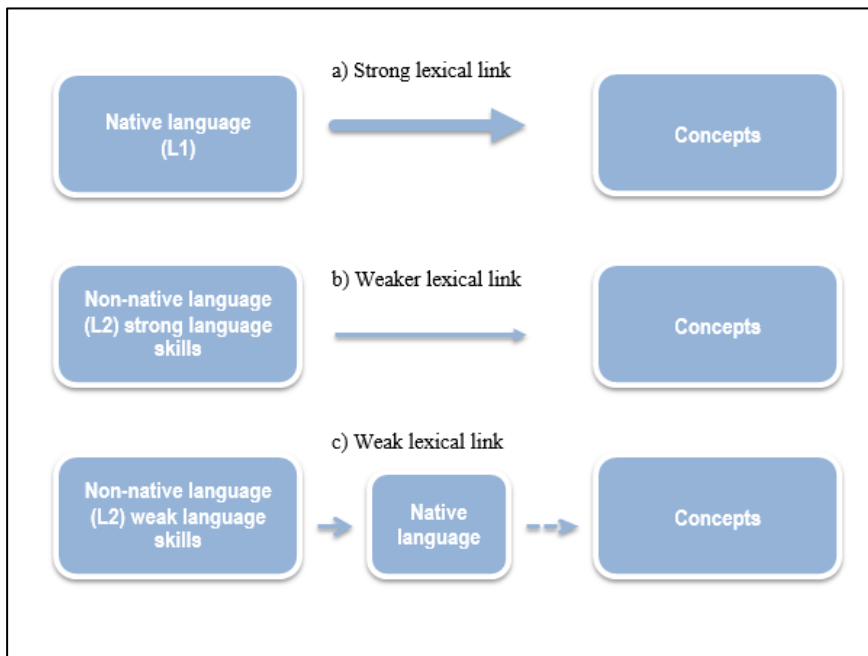 a) Strong lexical link
Native language
(L1)
Concepts
b) Weaker lexical link
Non-native language
(L2) strong language
skills
Concepts
c) Weak lexical link
Non-native language
(L2) weak language
skills
Native
language
Concepts